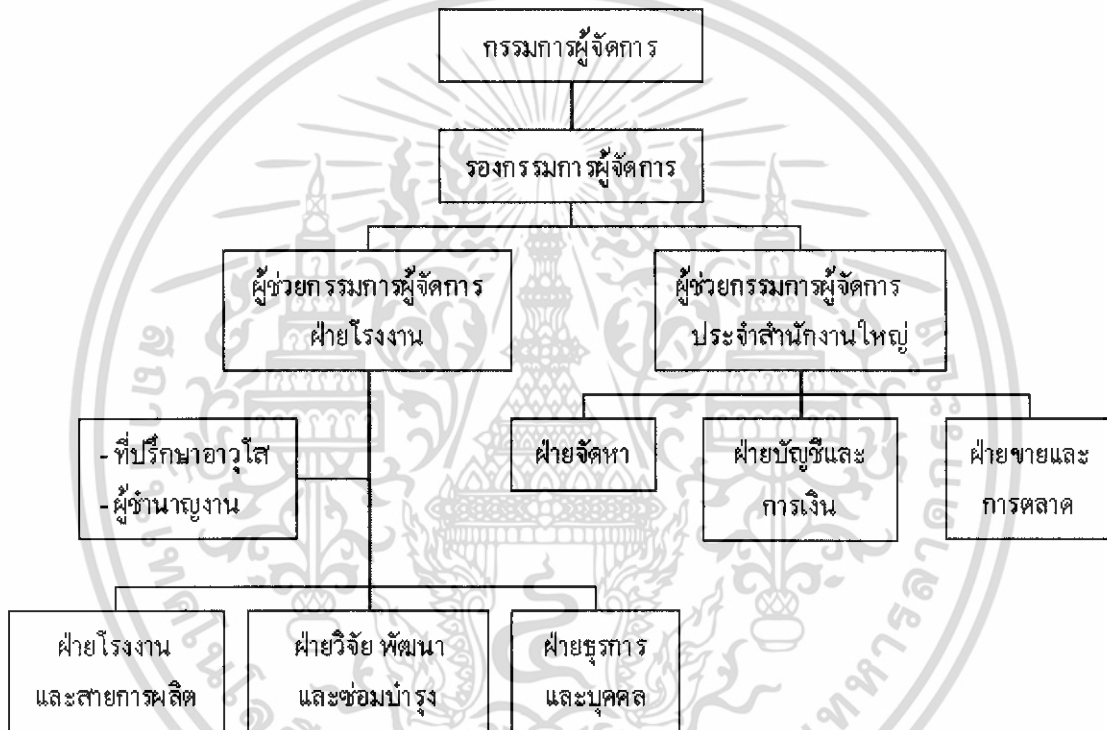 กรรมการผู้จัดการ
รองกรรมการผู้จัดการ
ผู้ช่วยกรรมการผู้จัดการ
ฝ่ายโรงงาน
ผู้ช่วยกรรมการผู้จัดการ
ประจำสำนักงานใหญ่
- ที่ปรึกษาอาวุโส
- ผู้ชำนาญงาน
ฝ่ายจัดหา
ฝ่ายบัญชีและ
การเงิน
ฝ่ายขายและ
การตลาด
ฝ่ายโรงงาน
และสายการผลิต
ฝ่ายวิจัย พัฒนา
และซ่อมบำรุง
ฝ่ายธุรการ
และบุคคล